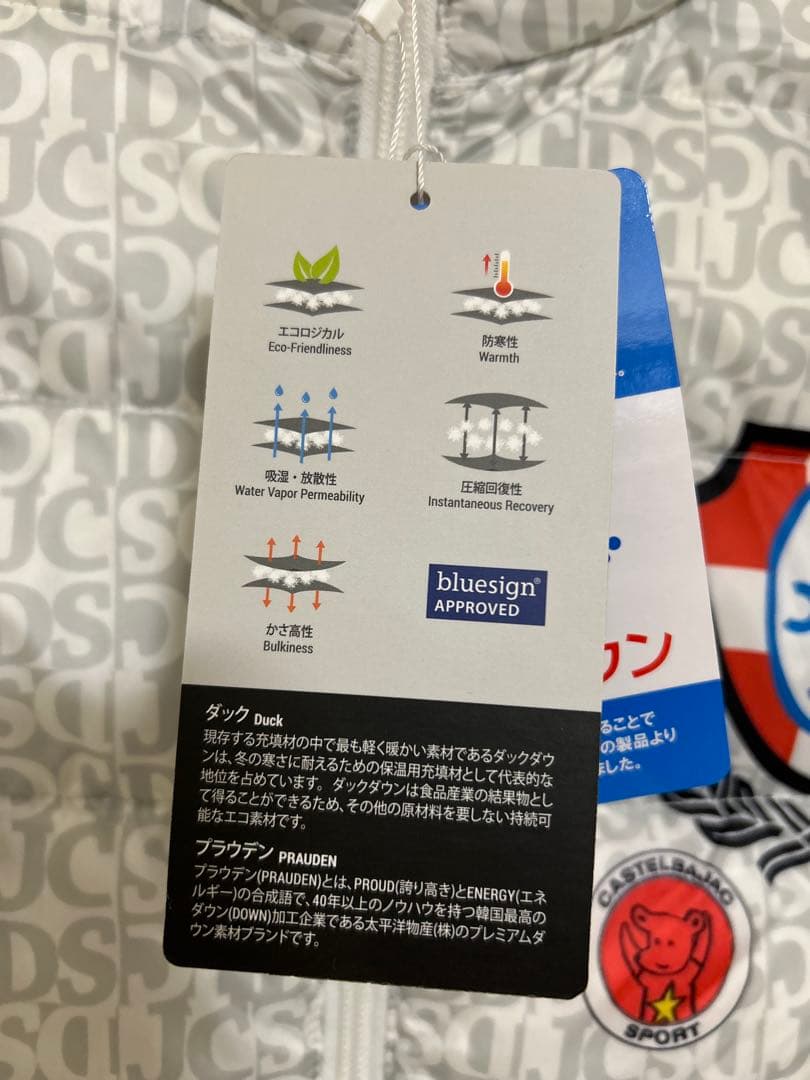 エコロジカル
Eco-Friendliness
防寒性
Warmth
吸湿・放散性
Water Vapor Permeability
圧縮回復性
Instantaneous Recovery
かさ高性
Bulkiness
bluesign®
APPROVED
ダック Duck
現存する充填材の中で最も軽く暖かい素材であるダックダウ
ンは、冬の寒さに耐えるための保温用充填材として代表的な
地位を占めています。ダックダウンは食品産業の結果物とし
て得ることができるため、その他の原材料を要しない持続可
能なエコ素材です。
プラウデン PRAUDEN
プラウデン(PRAUDEN)とは、PROUD(誇り高き)とENERGY(エネ
ルギー)の合成語で、40年以上のノウハウを持つ韓国最高の
ダウン(DOWN)加工企業である太平洋物産(株)のプレミアムダ
ウン素材ブランドです。
ウン
ることで
の製品より
ました。
CASTELBAJAC
SPORT